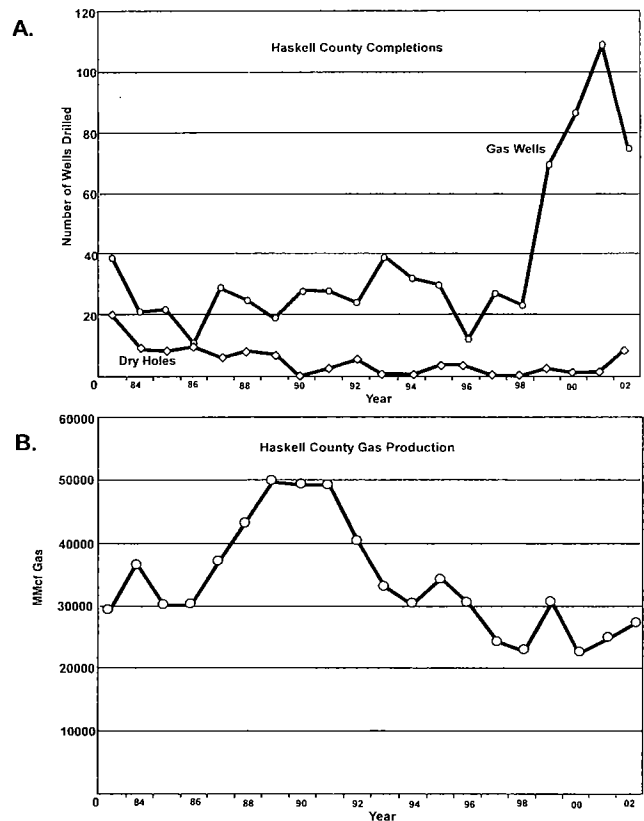 A.
Haskell County Completions
Number of Wells Drilled
120
100
80
60
40
20
0
Gas Wells
Dry Holes
84 86 88 90 92 94 96 98 00 02
Year
B.
Haskell County Gas Production
MMcf Gas
60000
50000
40000
30000
20000
10000
0
84 86 88 90 92 94 96 98 00 02
Year